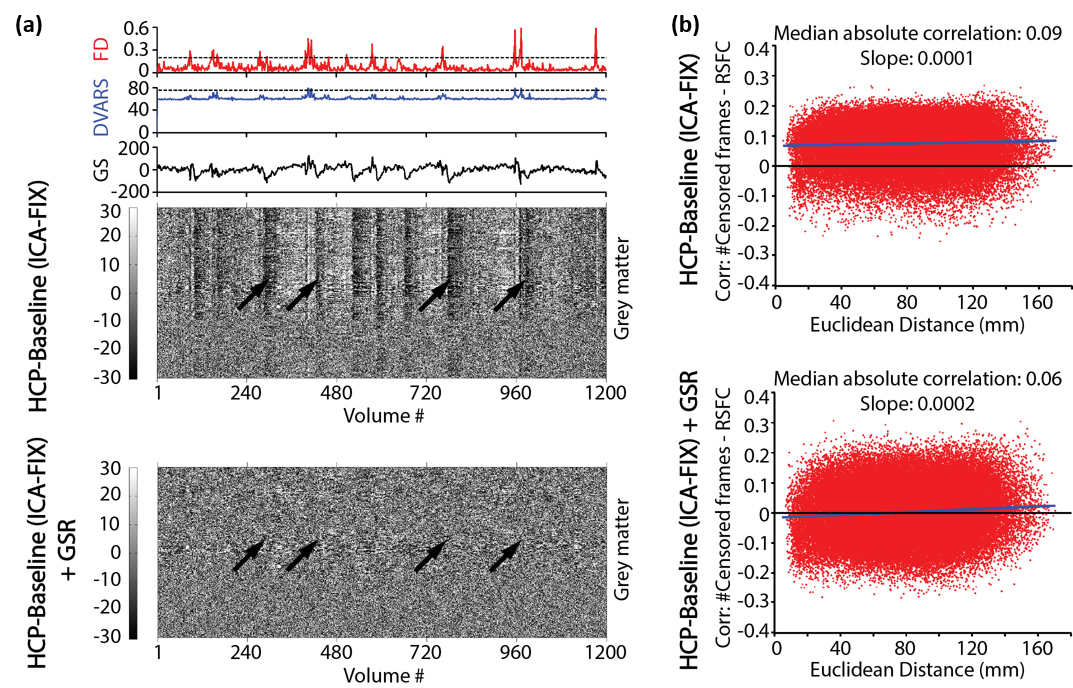 (a)
FD
0.6
0.3
0
DVARS
80
40
0
GS
200
0
-200
HCP-Baseline (ICA-FIX)
30
20
10
0
-10
-20
-30
Grey matter
1 240 480 720 960 1200
Volume #
HCP-Baseline (ICA-FIX)
+ GSR
30
20
10
0
-10
-20
-30
Grey matter
1 240 480 720 960 1200
Volume #
(b)
Median absolute correlation: 0.09
Slope: 0.0001
HCP-Baseline (ICA-FIX)
Corr: #Censored frames - RSFC
0.4
0.3
0.2
0.1
0
-0.1
-0.2
-0.3
-0.4
0 40 80 120 160
Euclidean Distance (mm)
Median absolute correlation: 0.06
Slope: 0.0002
HCP-Baseline (ICA-FIX) + GSR
Corr: #Censored frames - RSFC
0.4
0.3
0.2
0.1
0
-0.1
-0.2
-0.3
-0.4
0 40 80 120 160
Euclidean Distance (mm)